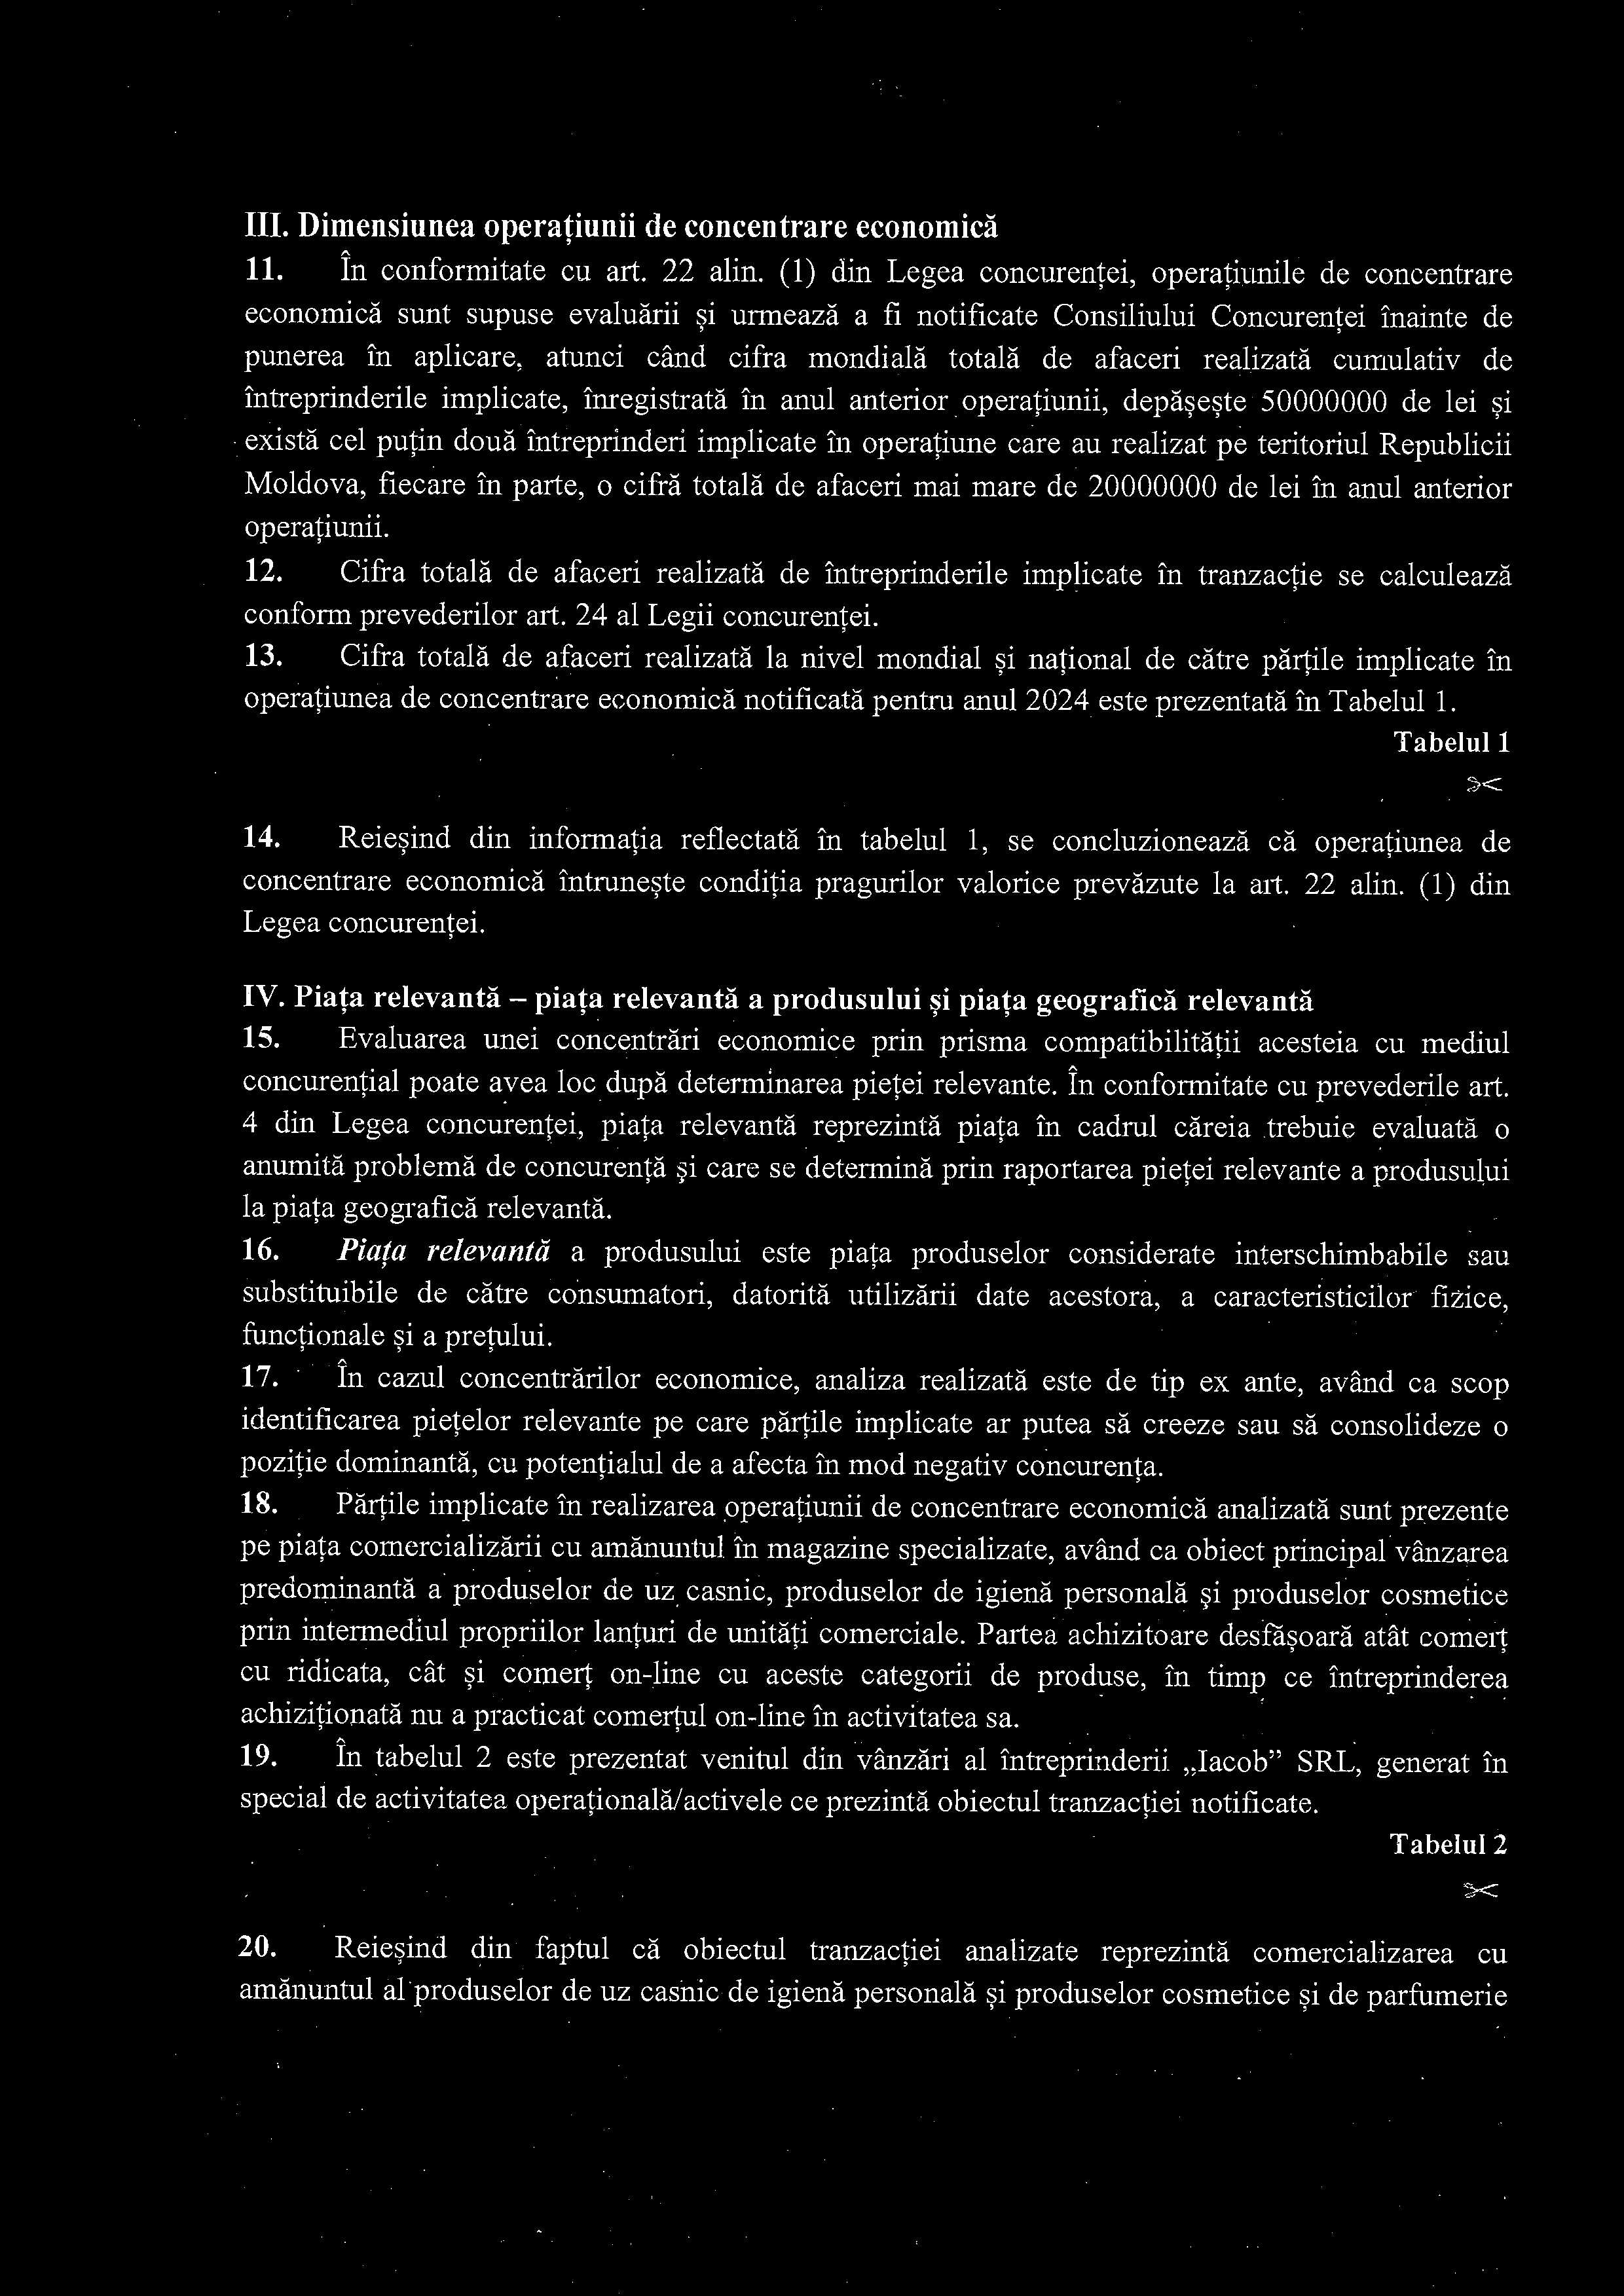 III. Dimensiunea operațiunii de concentrare economică
11. În conformitate cu art. 22 alin. (1) din Legea concurenței, operațiunile de concentrare
economică sunt supuse evaluării și urmează a fi notificate Consiliului Concurenței înainte de
punerea în aplicare, atunci când cifra mondială totală de afaceri realizată cumulativ de
întreprinderile implicate, înregistrată în anul anterior operațiunii, depășește 50000000 de lei și
există cel puțin două întreprinderi implicate în operațiune care au realizat pe teritoriul Republicii
Moldova, fiecare în parte, o cifră totală de afaceri mai mare de 20000000 de lei în anul anterior
operațiunii.
12. Cifra totală de afaceri realizată de întreprinderile implicate în tranzacție se calculează
conform prevederilor art. 24 al Legii concurenței.
13. Cifra totală de afaceri realizată la nivel mondial și național de către părțile implicate în
operațiunea de concentrare economică notificată pentru anul 2024 este prezentată în Tabelul 1.
Tabelul 1
✂
14. Reieșind din informația reflectată în tabelul 1, se concluzionează că operațiunea de
concentrare economică întrunește condiția pragurilor valorice prevăzute la art. 22 alin. (1) din
Legea concurenței.
IV. Piața relevantă – piața relevantă a produsului și piața geografică relevantă
15. Evaluarea unei concentrări economice prin prisma compatibilității acesteia cu mediul
concurențial poate avea loc după determinarea pieței relevante. În conformitate cu prevederile art.
4 din Legea concurenței, piața relevantă reprezintă piața în cadrul căreia trebuie evaluată o
anumită problemă de concurență și care se determină prin raportarea pieței relevante a produsului
la piața geografică relevantă.
16. Piața relevantă a produsului este piața produselor considerate interschimbabile sau
substituibile de către consumatori, datorită utilizării date acestora, a caracteristicilor fizice,
funcționale și a prețului.
17. În cazul concentrărilor economice, analiza realizată este de tip ex ante, având ca scop
identificarea piețelor relevante pe care părțile implicate ar putea să creeze sau să consolideze o
poziție dominantă, cu potențialul de a afecta în mod negativ concurența.
18. Părțile implicate în realizarea operațiunii de concentrare economică analizată sunt prezente
pe piața comercializării cu amănuntul în magazine specializate, având ca obiect principal vânzarea
predominantă a produselor de uz casnic, produselor de igienă personală și produselor cosmetice
prin intermediul propriilor lanțuri de unități comerciale. Partea achizitoare desfășoară atât comerț
cu ridicata, cât și comerț on-line cu aceste categorii de produse, în timp ce întreprinderea
achiziționată nu a practicat comerțul on-line în activitatea sa.
19. În tabelul 2 este prezentat venitul din vânzări al întreprinderii „Iacob” SRL, generat în
special de activitatea operațională/activele ce prezintă obiectul tranzacției notificate.
Tabelul 2
✂
20. Reieșind din faptul că obiectul tranzacției analizate reprezintă comercializarea cu
amănuntul al produselor de uz casnic de igienă personală și produselor cosmetice și de parfumerie